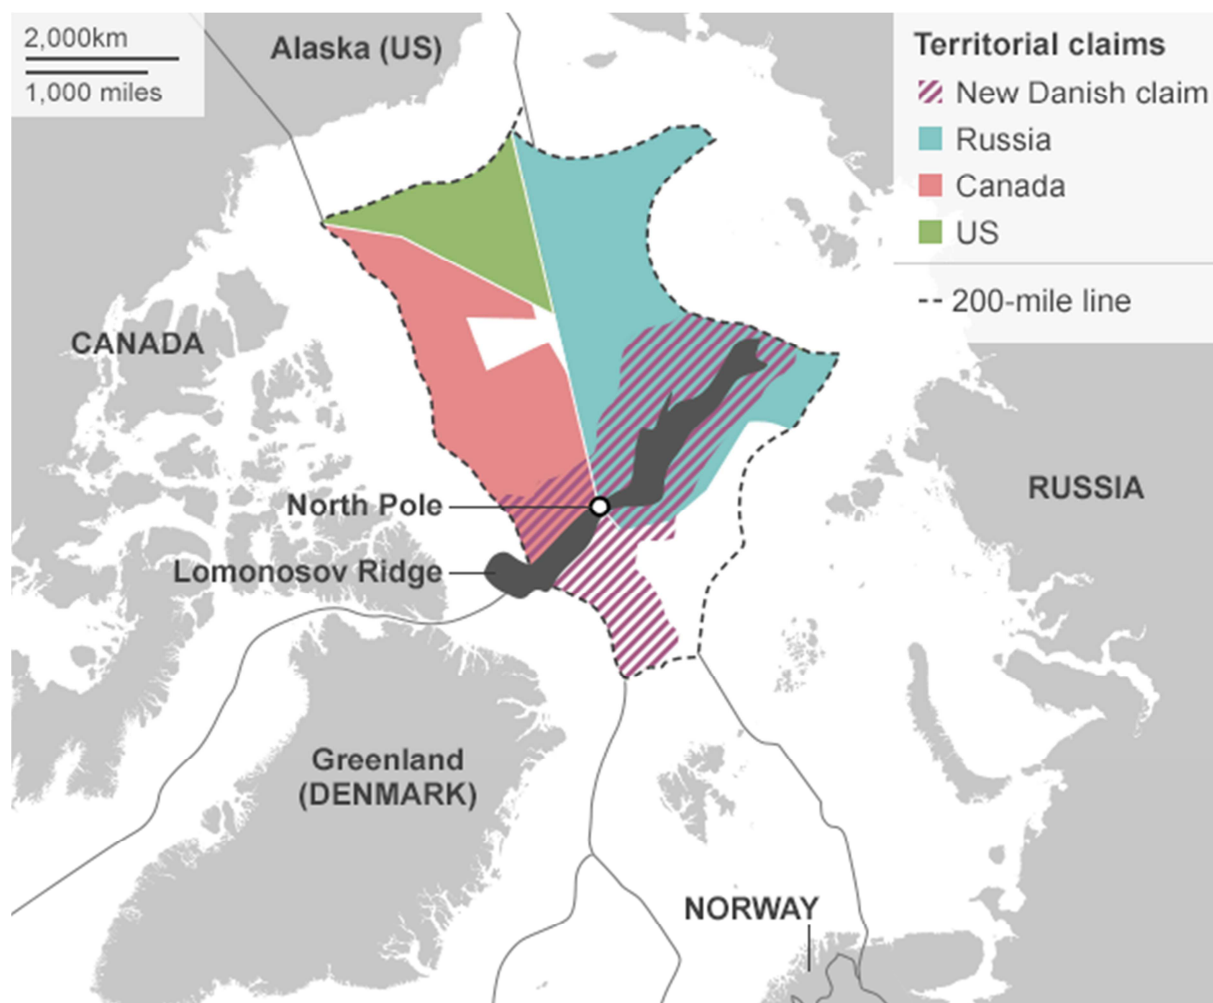 2,000km
1,000 miles
Alaska (US)
Territorial claims
New Danish claim
Russia
Canada
US
200-mile line
CANADA
RUSSIA
North Pole
Lomonosov Ridge
Greenland
(DENMARK)
NORWAY